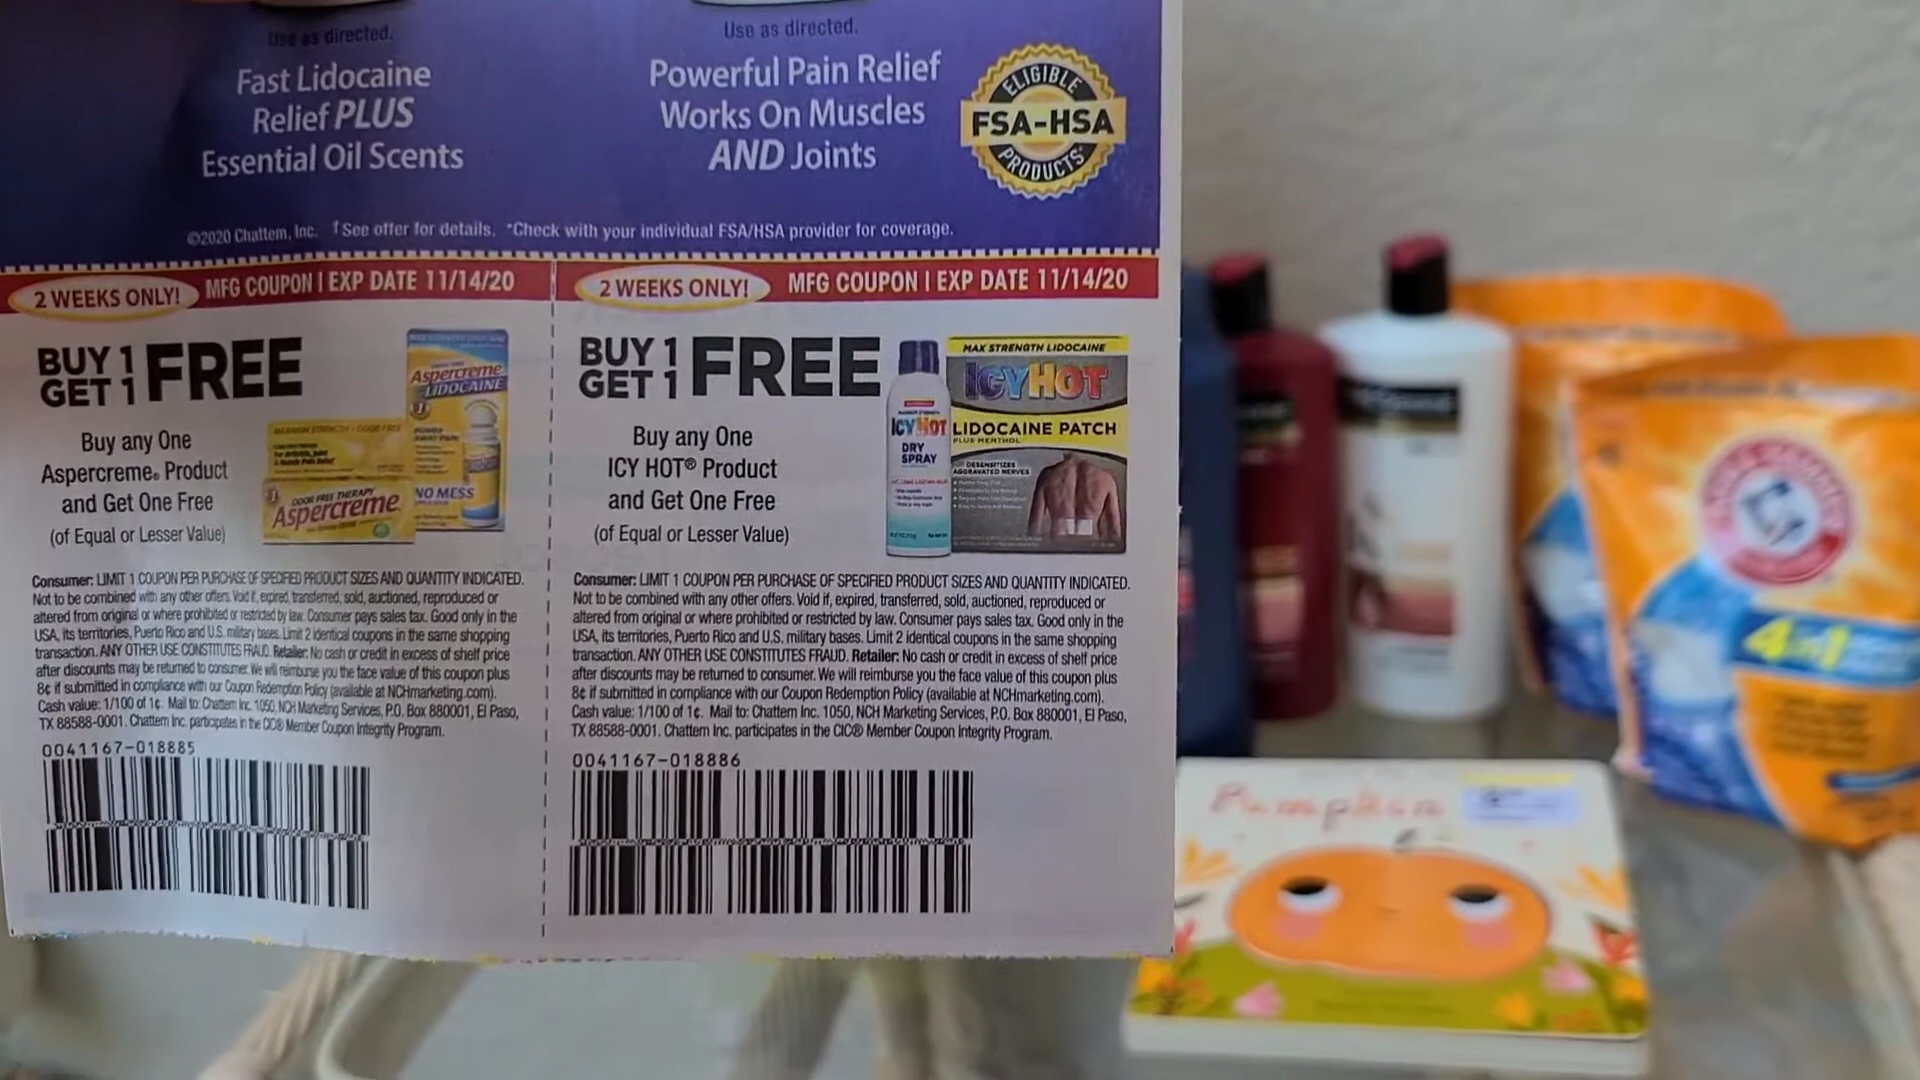 Use as directed.
Fast Lidocaine
Relief PLUS
Essential Oil Scents
Use as directed.
Powerful Pain Relief
Works On Muscles
AND Joints
ELIGIBLE
FSA-HSA
PRODUCTS*
©2020 Chattem, Inc. †See offer for details. *Check with your individual FSA/HSA provider for coverage.
2 WEEKS ONLY! MFG COUPON | EXP DATE 11/14/20
BUY 1
GET 1 FREE
Buy any One
Aspercreme® Product
and Get One Free
(of Equal or Lesser Value)
Aspercreme
LIDOCAINE
NO MESS
ODOR FREE THERAPY
Aspercreme
Consumer: LIMIT 1 COUPON PER PURCHASE OF SPECIFIED PRODUCT SIZES AND QUANTITY INDICATED.
Not to be combined with any other offers. Void if, expired, transferred, sold, auctioned, reproduced or
altered from original or where prohibited or restricted by law. Consumer pays sales tax. Good only in the
USA, its territories, Puerto Rico and U.S. military bases. Limit 2 identical coupons in the same shopping
transaction. ANY OTHER USE CONSTITUTES FRAUD. Retailer: No cash or credit in excess of shelf price
after discounts may be returned to consumer. We will reimburse you the face value of this coupon plus
8¢ if submitted in compliance with our Coupon Redemption Policy (available at NCHmarketing.com).
Cash value: 1/100 of 1¢. Mail to: Chattem Inc. 1050, NCH Marketing Services, P.O. Box 880001, El Paso,
TX 88588-0001. Chattem Inc. participates in the CIC® Member Coupon Integrity Program.
0041167-018885
2 WEEKS ONLY! MFG COUPON | EXP DATE 11/14/20
BUY 1
GET 1 FREE
Buy any One
ICY HOT® Product
and Get One Free
(of Equal or Lesser Value)
ICY HOT
DRY
SPRAY
MAX STRENGTH LIDOCAINE
ICY HOT
LIDOCAINE PATCH
PLUS MENTHOL
DESENSITIZES
AGGRAVATED NERVES
Consumer: LIMIT 1 COUPON PER PURCHASE OF SPECIFIED PRODUCT SIZES AND QUANTITY INDICATED.
Not to be combined with any other offers. Void if, expired, transferred, sold, auctioned, reproduced or
altered from original or where prohibited or restricted by law. Consumer pays sales tax. Good only in the
USA, its territories, Puerto Rico and U.S. military bases. Limit 2 identical coupons in the same shopping
transaction. ANY OTHER USE CONSTITUTES FRAUD. Retailer: No cash or credit in excess of shelf price
after discounts may be returned to consumer. We will reimburse you the face value of this coupon plus
8¢ if submitted in compliance with our Coupon Redemption Policy (available at NCHmarketing.com).
Cash value: 1/100 of 1¢. Mail to: Chattem Inc. 1050, NCH Marketing Services, P.O. Box 880001, El Paso,
TX 88588-0001. Chattem Inc. participates in the CIC® Member Coupon Integrity Program.
0041167-018886
4in1
Pumpkin